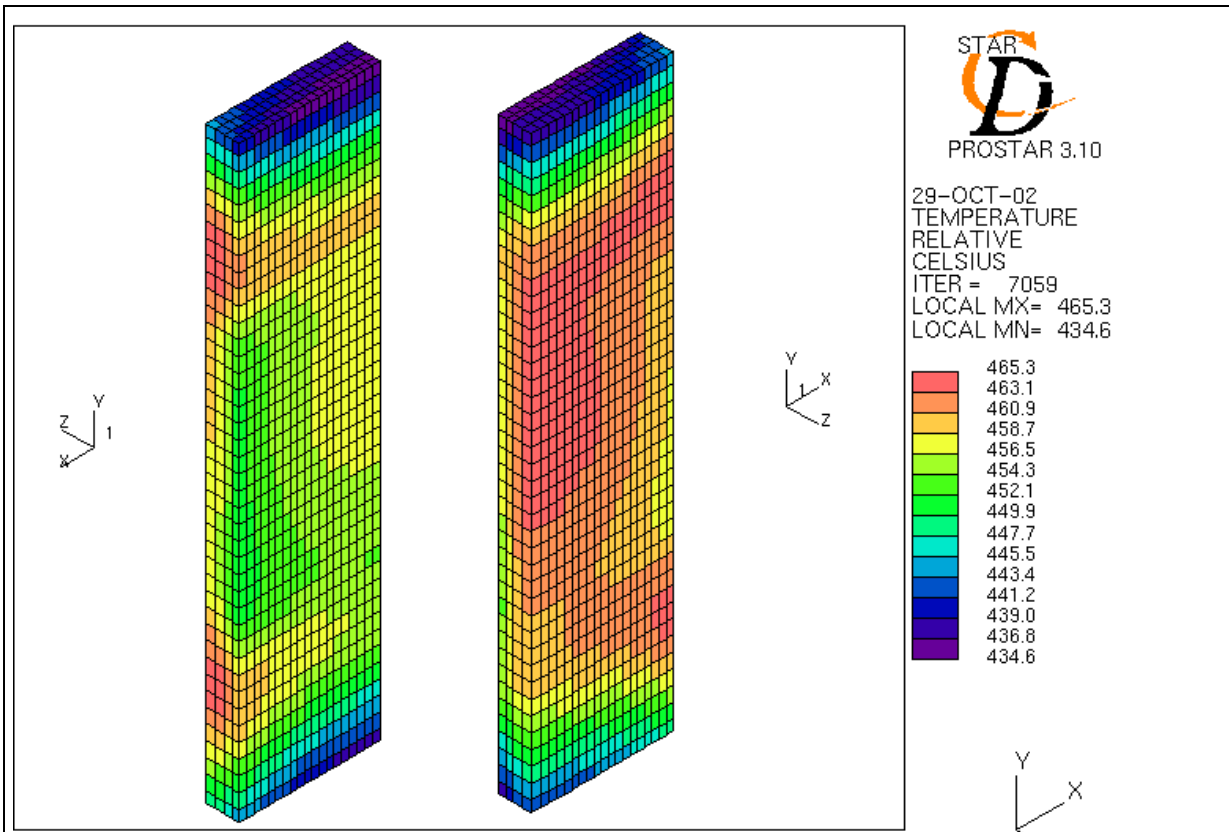 STAR
CD
PROSTAR 3.10
29-OCT-02
TEMPERATURE
RELATIVE
CELSIUS
ITER = 7059
LOCAL MX= 465.3
LOCAL MN= 434.6
465.3
463.1
460.9
458.7
456.5
454.3
452.1
449.9
447.7
445.5
443.4
441.2
439.0
436.8
434.6
Y
Z
1
X
Y
1
X
Z
Y
X